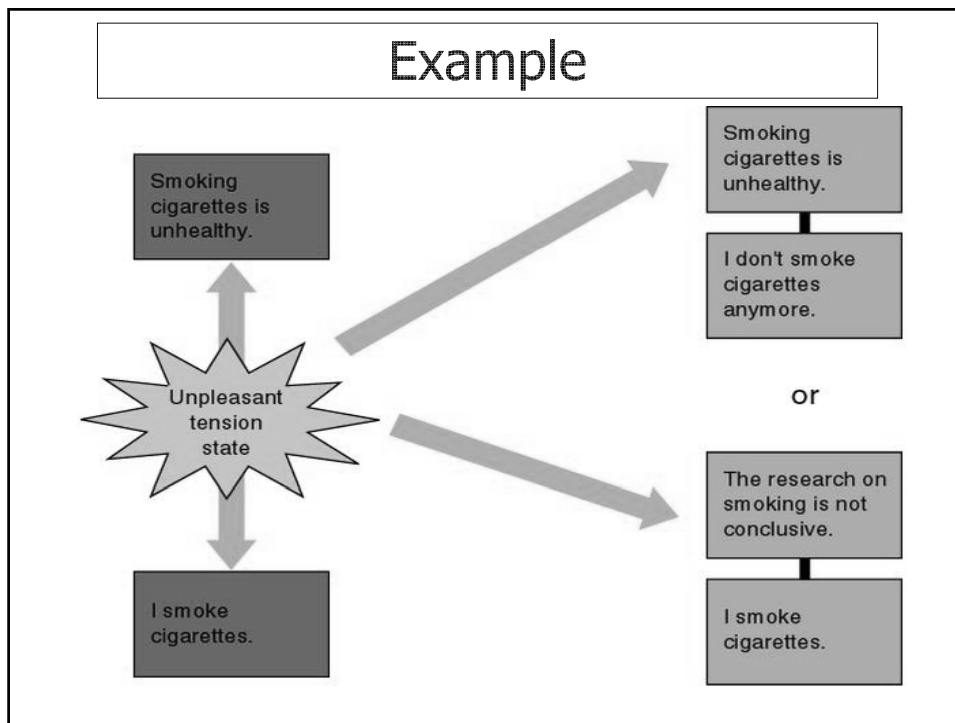 Example
Smoking
cigarettes is
unhealthy.
Unpleasant
tension
state
I smoke
cigarettes.
Smoking
cigarettes is
unhealthy.
I don't smoke
cigarettes
anymore.
or
The research on
smoking is not
conclusive.
I smoke
cigarettes.